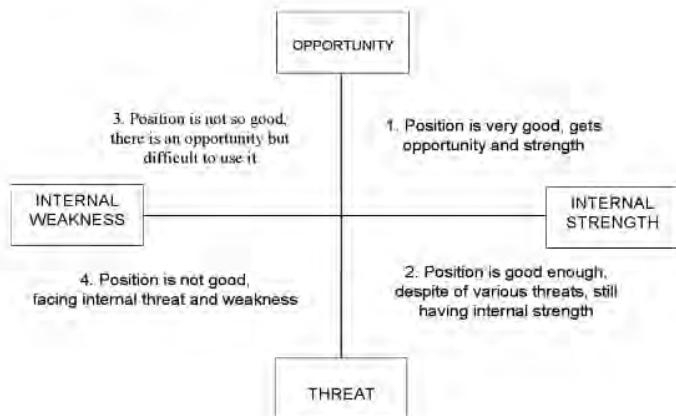 OPPORTUNITY
3. Position is not so good,
there is an opportunity but
difficult to use it
1. Position is very good, gets
opportunity and strength
INTERNAL
WEAKNESS
INTERNAL
STRENGTH
4. Position is not good,
facing internal threat and weakness
2. Position is good enough,
despite of various threats, still
having internal strength
THREAT